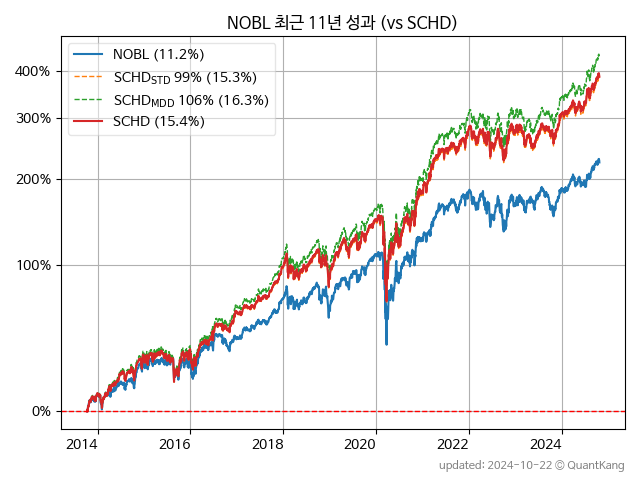 NOBL 최근 11년 성과 (vs SCHD)
NOBL (11.2%)
SCHD_STD 99% (15.3%)
SCHD_MDD 106% (16.3%)
SCHD (15.4%)
400%
300%
200%
100%
0%
2014 2016 2018 2020 2022 2024
updated: 2024-10-22 © QuantKang